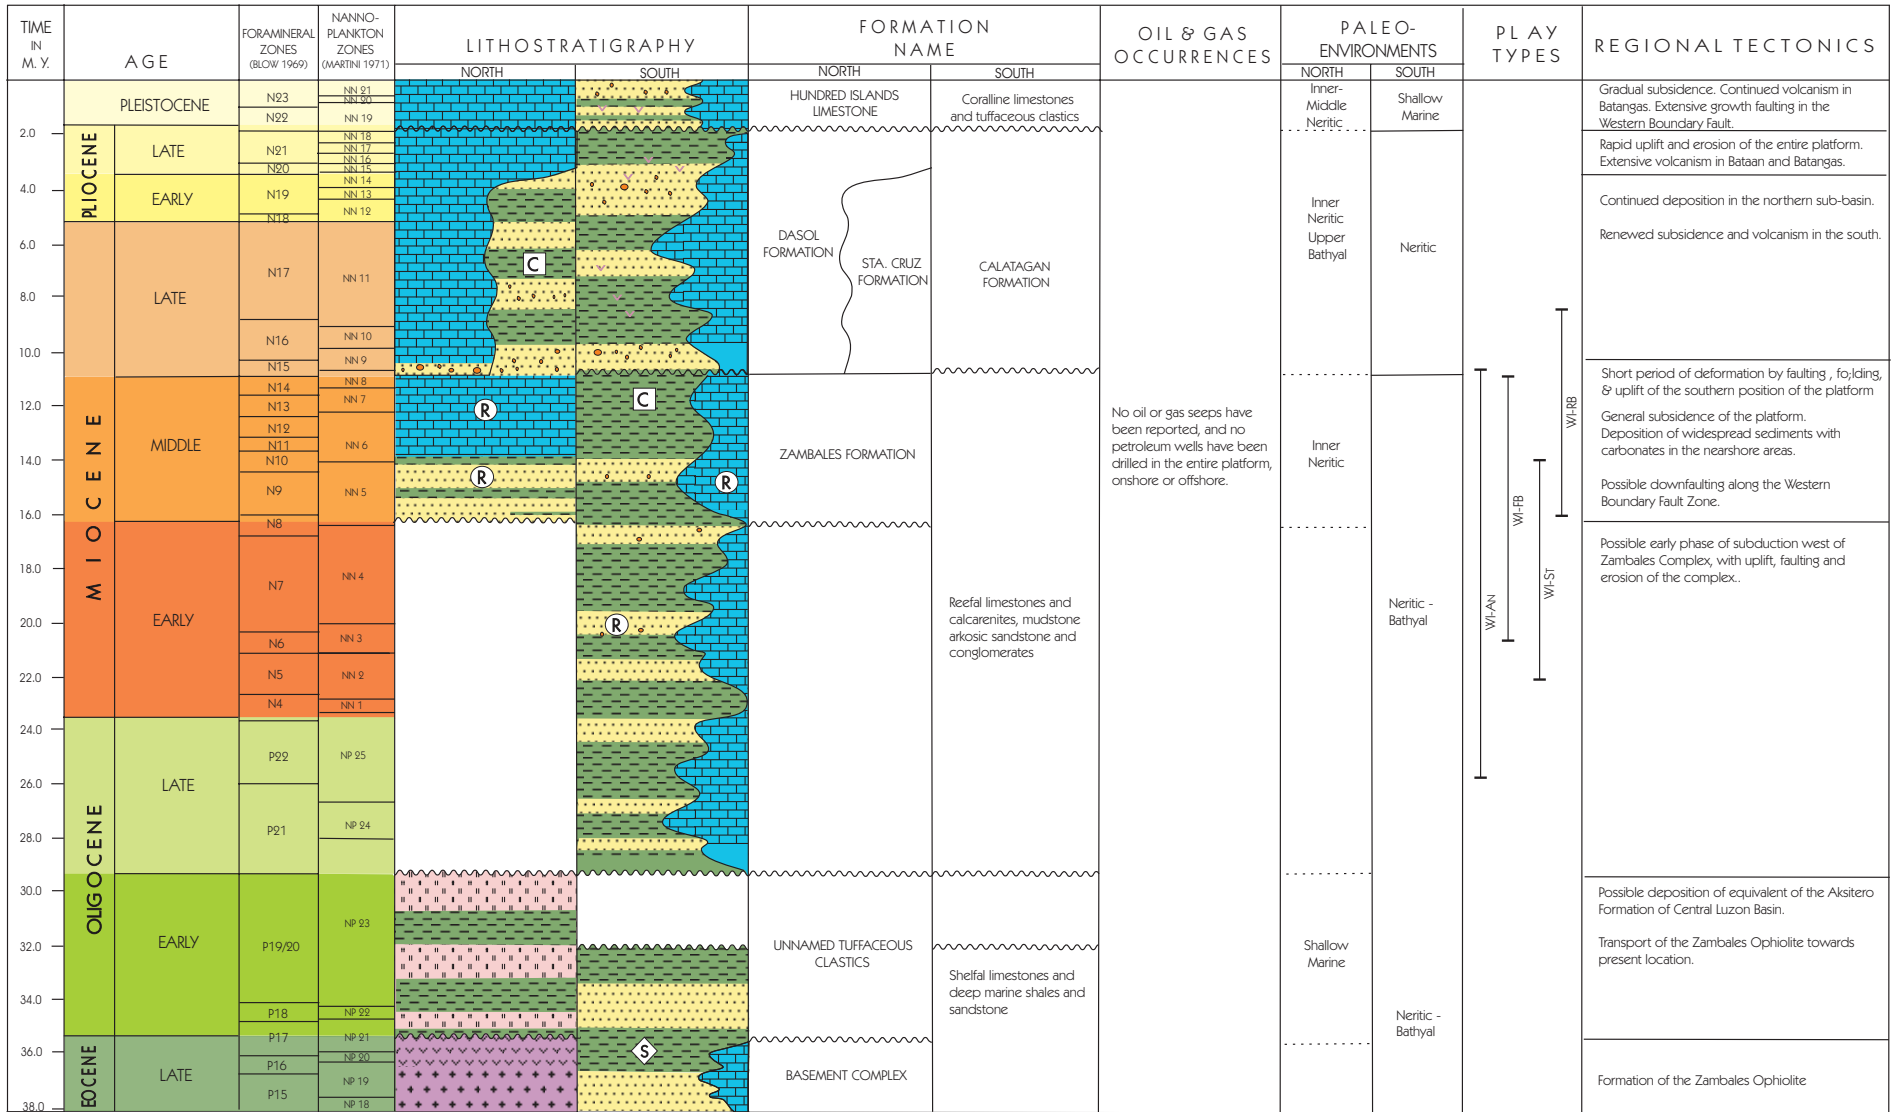 TIME
IN
M. Y.
AGE
FORAMINERAL
ZONES
(BLOW 1969)
NANNO-
PLANKTON
ZONES
(MARTINI 1971)
LITHOSTRATIGRAPHY
NORTH
SOUTH
FORMATION
NAME
NORTH
SOUTH
OIL & GAS
OCCURRENCES
PALEO-
ENVIRONMENTS
NORTH
SOUTH
PLAY
TYPES
REGIONAL TECTONICS
2.0
4.0
6.0
8.0
10.0
12.0
14.0
16.0
18.0
20.0
22.0
24.0
26.0
28.0
30.0
32.0
34.0
36.0
38.0
PLEISTOCENE
PLIOCENE
LATE
EARLY
MIOCENE
LATE
MIDDLE
EARLY
OLIGOCENE
LATE
EARLY
EOCENE
LATE
N23
N22
N21
N20
N19
N18
N17
N16
N15
N14
N13
N12
N11
N10
N9
N8
N7
N6
N5
N4
P22
P21
P19/20
P18
P17
P16
P15
NN 21
NN 20
NN 19
NN 18
NN 17
NN 16
NN 15
NN 14
NN 13
NN 12
NN 11
NN 10
NN 9
NN 8
NN 7
NN 6
NN 5
NN 4
NN 3
NN 2
NN 1
NP 25
NP 24
NP 23
NP 22
NP 21
NP 20
NP 19
NP 18
C
R
R
C
R
R
S
HUNDRED ISLANDS
LIMESTONE
DASOL
FORMATION
STA. CRUZ
FORMATION
ZAMBALES FORMATION
UNNAMED TUFFACEOUS
CLASTICS
BASEMENT COMPLEX
Coralline limestones
and tuffaceous clastics
CALATAGAN
FORMATION
Reefal limestones and
calcarenites, mudstone
arkosic sandstone and
conglomerates
Shelfal limestones and
deep marine shales and
sandstone
No oil or gas seeps have
been reported, and no
petroleum wells have been
drilled in the entire platform,
onshore or offshore.
Inner-
Middle
Neritic
Inner
Neritic
Upper
Bathyal
Inner
Neritic
Shallow
Marine
Shallow
Marine
Neritic
Neritic -
Bathyal
Neritic -
Bathyal
WI-AN
WI-FB
WI-ST
WI-RB
Gradual subsidence. Continued volcanism in
Batangas. Extensive growth faulting in the
Western Boundary Fault.
Rapid uplift and erosion of the entire platform.
Extensive volcanism in Bataan and Batangas.
Continued deposition in the northern sub-basin.
Renewed subsidence and volcanism in the south.
Short period of deformation by faulting , fo;lding,
& uplift of the southern position of the platform
General subsidence of the platform.
Deposition of widespread sediments with
carbonates in the nearshore areas.
Possible downfaulting along the Western
Boundary Fault Zone.
Possible early phase of subduction west of
Zambales Complex, with uplift, faulting and
erosion of the complex..
Possible deposition of equivalent of the Aksitero
Formation of Central Luzon Basin.
Transport of the Zambales Ophiolite towards
present location.
Formation of the Zambales Ophiolite